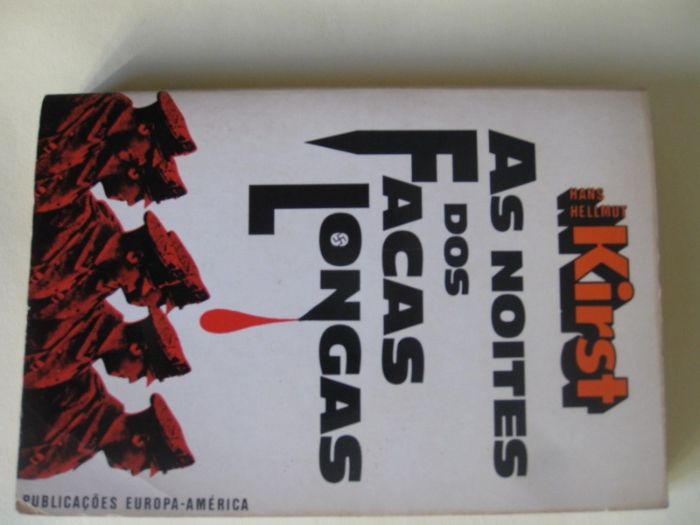 HANS
HELLMUT
Kirst
AS NOITES
DOS
FACAS
LONGAS
PUBLICAÇÕES EUROPA-AMÉRICA